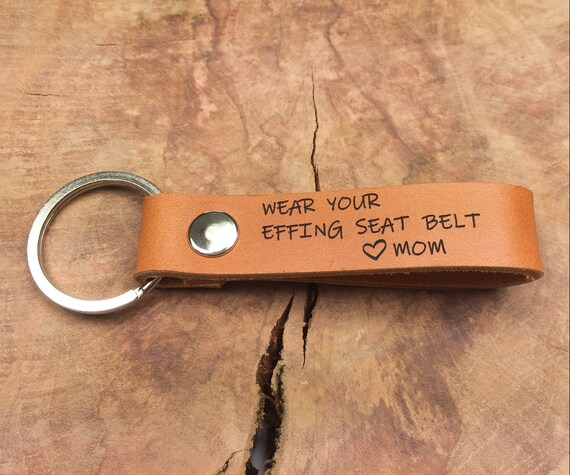 WEAR YOUR
EFFING SEAT BELT
♡ MOM